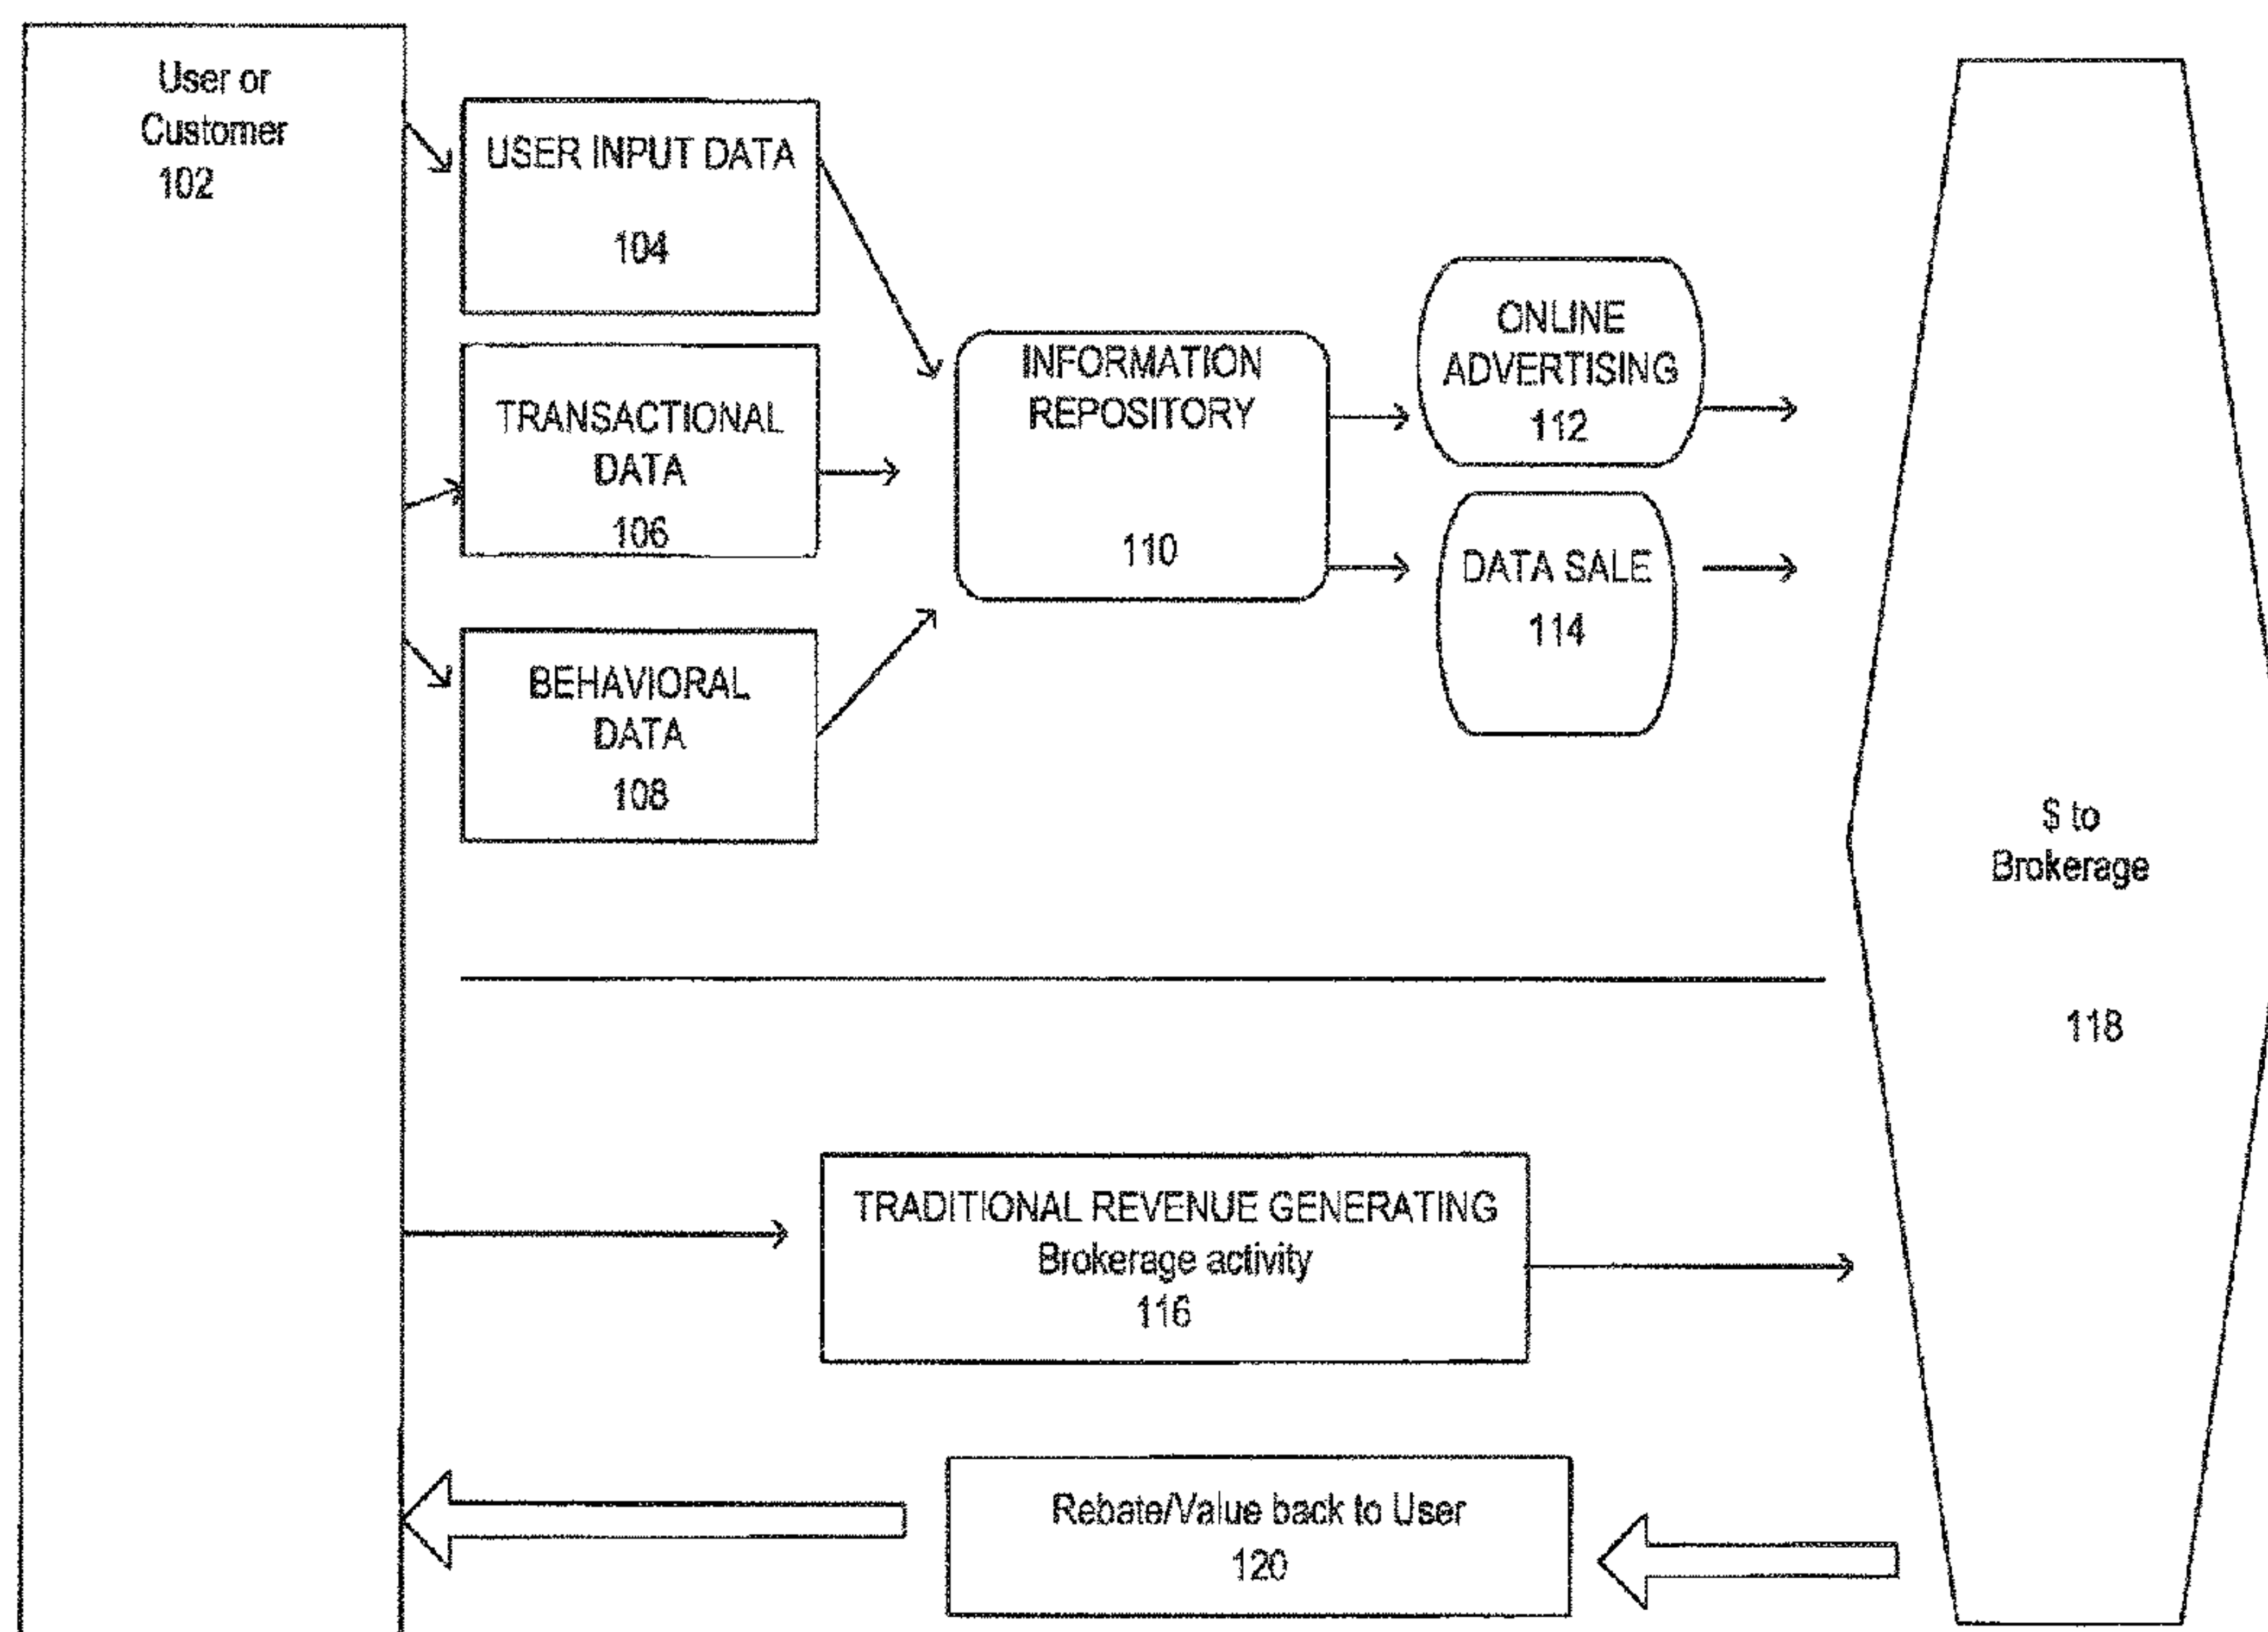 User or
Customer
102
USER INPUT DATA
104
TRANSACTIONAL
DATA
106
BEHAVIORAL
DATA
108
INFORMATION
REPOSITORY
110
ONLINE
ADVERTISING
112
DATA SALE
114
$ to
Brokerage
118
TRADITIONAL REVENUE GENERATING
Brokerage activity
116
Rebate/Value back to User
120